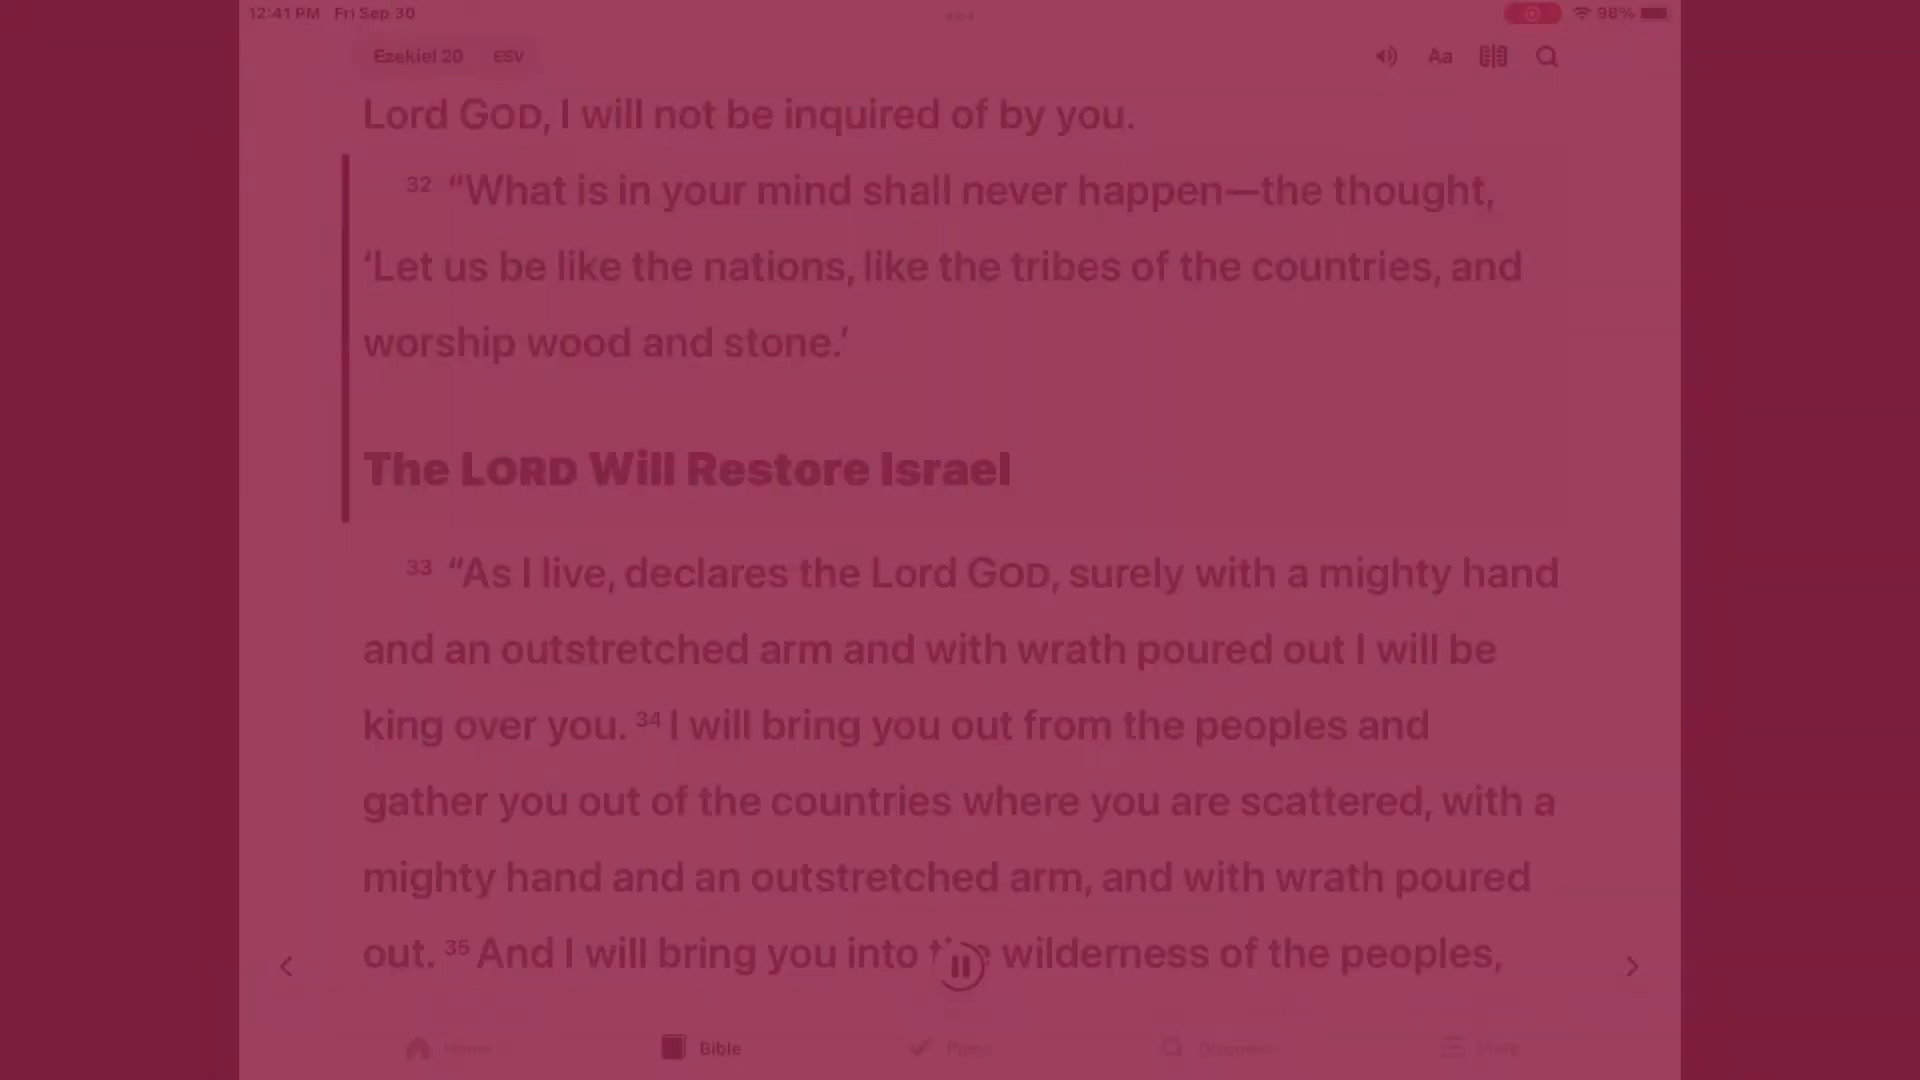 12:41 PM Fri Sep 30
98%
Ezekiel 20 ESV
Aa
Lord GOD, I will not be inquired of by you.
32 “What is in your mind shall never happen—the thought,
‘Let us be like the nations, like the tribes of the countries, and
worship wood and stone.’
The LORD Will Restore Israel
33 “As I live, declares the Lord GOD, surely with a mighty hand
and an outstretched arm and with wrath poured out I will be
king over you. 34 I will bring you out from the peoples and
gather you out of the countries where you are scattered, with a
mighty hand and an outstretched arm, and with wrath poured
out. 35 And I will bring you into the wilderness of the peoples,
Home Bible Plans Discover More